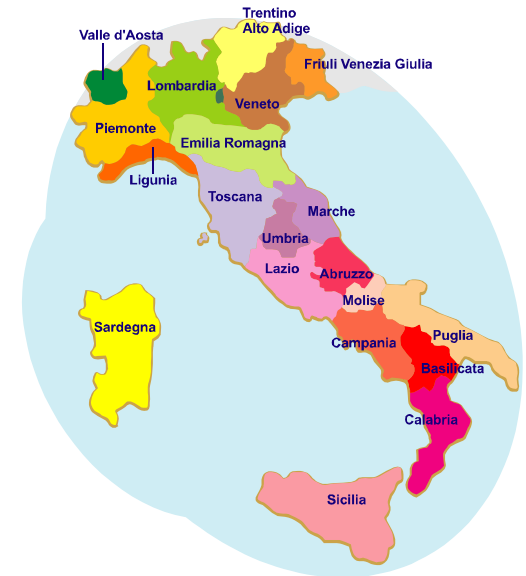 Trentino
Alto Adige
Valle d'Aosta
Friuli Venezia Giulia
Lombardia
Veneto
Piemonte
Emilia Romagna
Ligunia
Toscana
Marche
Umbria
Lazio
Abruzzo
Molise
Sardegna
Puglia
Campania
Basilicata
Calabria
Sicilia